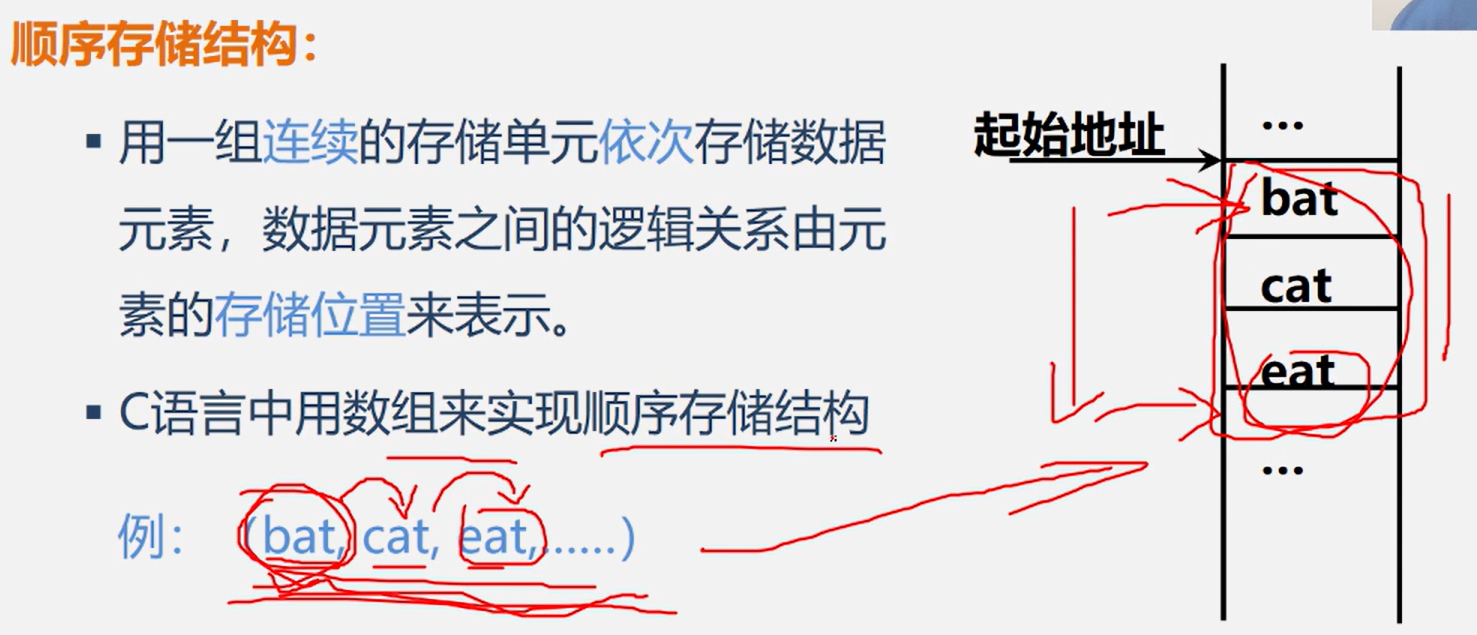 顺序存储结构：
▪ 用一组连续的存储单元依次存储数据
元素，数据元素之间的逻辑关系由元
素的存储位置来表示。
▪ C语言中用数组来实现顺序存储结构
例：（bat, cat, eat,……）
起始地址
…
bat
cat
eat
…